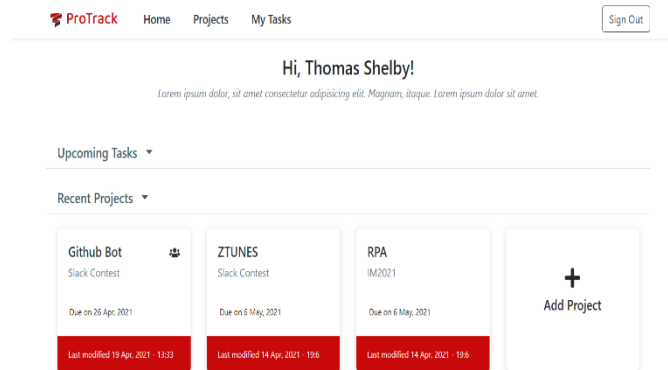 ProTrack Home Projects My Tasks Sign Out
Hi, Thomas Shelby!
Lorem ipsum dolor, sit amet consectetur adipisicing elit. Magnam, itaque. Lorem ipsum dolor sit amet.
Upcoming Tasks
Recent Projects
Github Bot
Slack Contest
Due on 26 Apr, 2021
Last modified 19 Apr, 2021 - 13:33
ZTUNES
Slack Contest
Due on 6 May, 2021
Last modified 14 Apr, 2021 - 19:6
RPA
IM2021
Due on 6 May, 2021
Last modified 14 Apr, 2021 - 19:6
Add Project